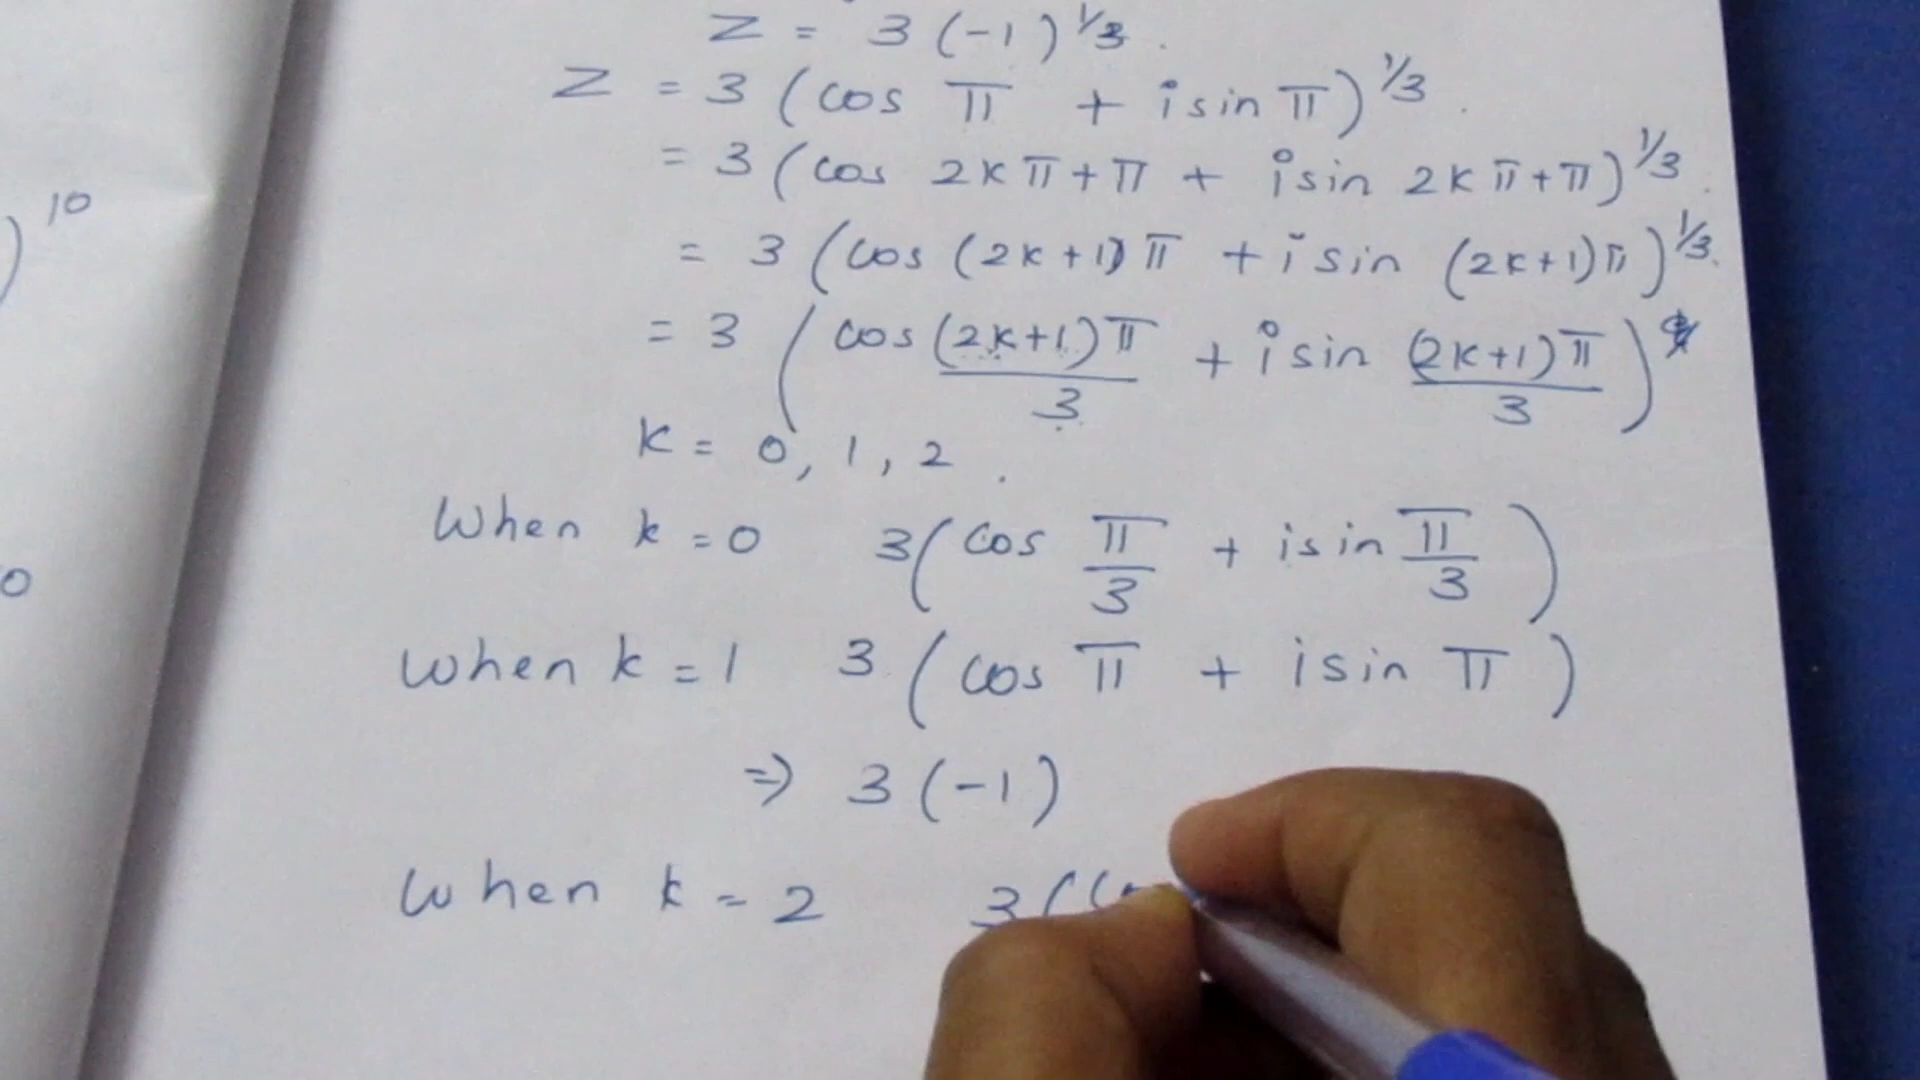 Z = 3 (-1)^1/3
Z = 3 (cos π + i sin π)^1/3
= 3 (cos 2kπ+π + i sin 2kπ+π)^1/3
) 10
= 3 (cos (2k+1)π + i sin (2k+1)π)^1/3
= 3 (cos (2k+1)π/3 + i sin (2k+1)π/3)
k = 0, 1, 2.
When k = 0 3(cos π/3 + i sin π/3)
0
When k = 1 3 (cos π + i sin π)
⇒ 3 (-1)
When k = 2 3 (